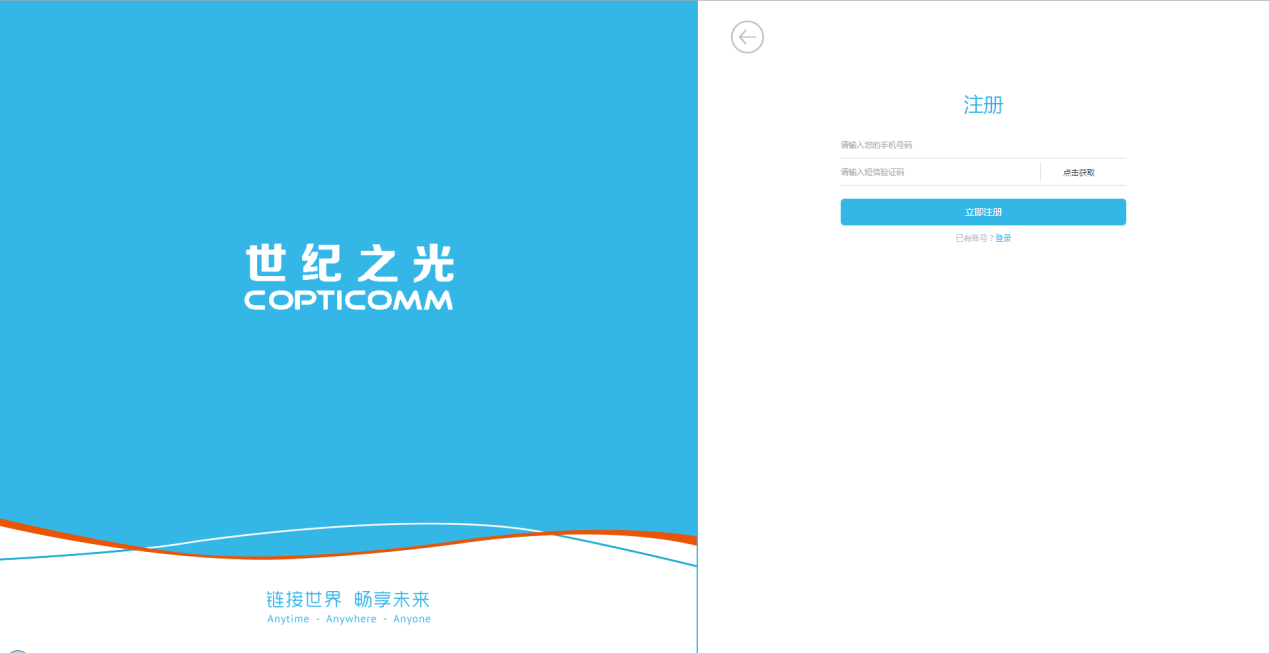 世纪之光
COPTICOMM
链接世界 畅享未来
Anytime - Anywhere - Anyone
注册
请输入您的手机号码
请输入短信验证码
点击获取
立即注册
已有账号？登录